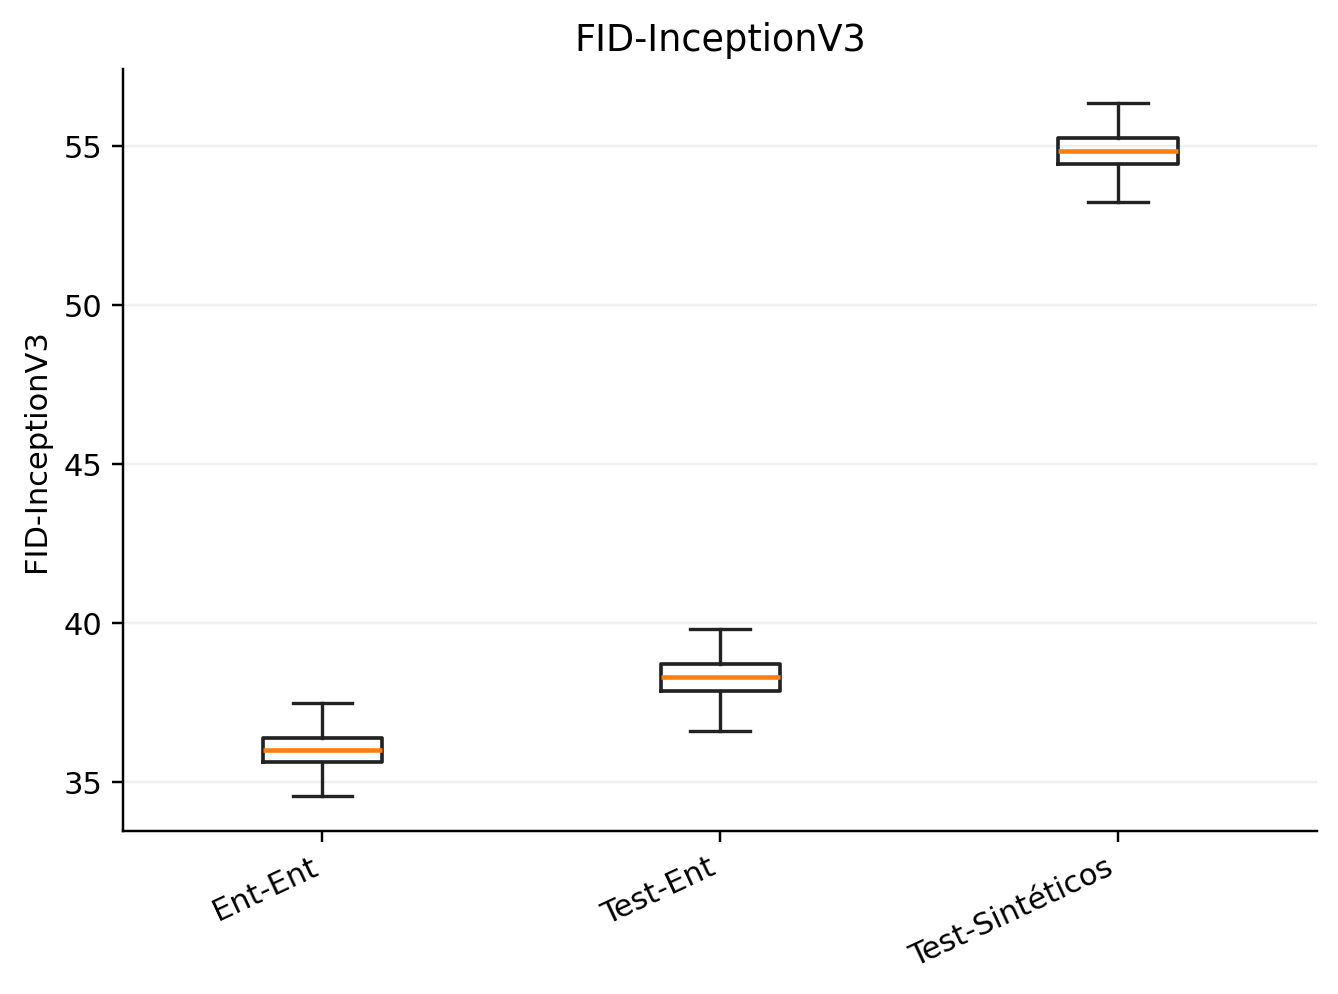 FID-InceptionV3
FID-InceptionV3
55
50
45
40
35
Ent-Ent
Test-Ent
Test-Sintéticos